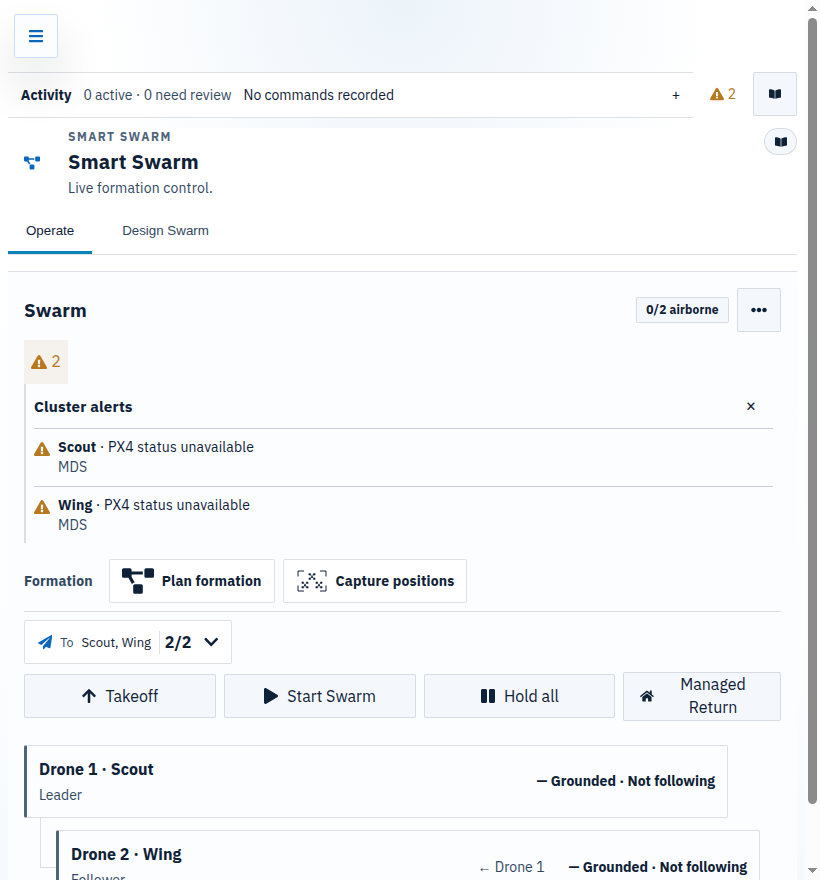 Activity 0 active · 0 need review No commands recorded + 2
SMART SWARM
Smart Swarm
Live formation control.
Operate Design Swarm
Swarm 0/2 airborne •••
2
Cluster alerts ×
Scout · PX4 status unavailable
MDS
Wing · PX4 status unavailable
MDS
Formation Plan formation Capture positions
To Scout, Wing 2/2
Takeoff Start Swarm Hold all Managed Return
Drone 1 · Scout
Leader
— Grounded · Not following
Drone 2 · Wing
Follower
← Drone 1 — Grounded · Not following